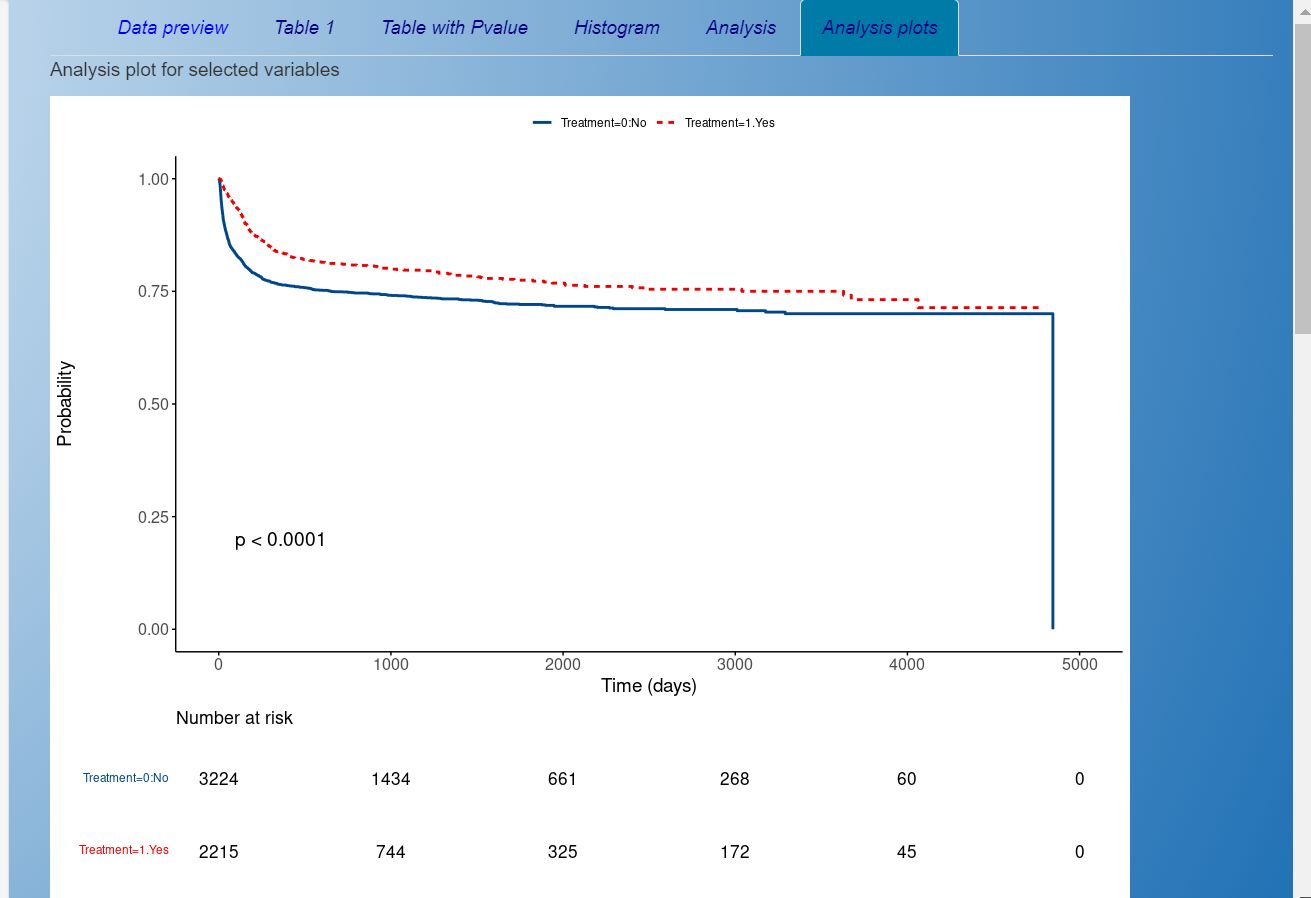 Data preview Table 1 Table with Pvalue Histogram Analysis Analysis plots
Analysis plot for selected variables
Treatment=0:No Treatment=1.Yes
1.00
0.75
0.50
0.25
0.00
Probability
p < 0.0001
0 1000 2000 3000 4000 5000
Time (days)
Number at risk
Treatment=0:No 3224 1434 661 268 60 0
Treatment=1.Yes 2215 744 325 172 45 0